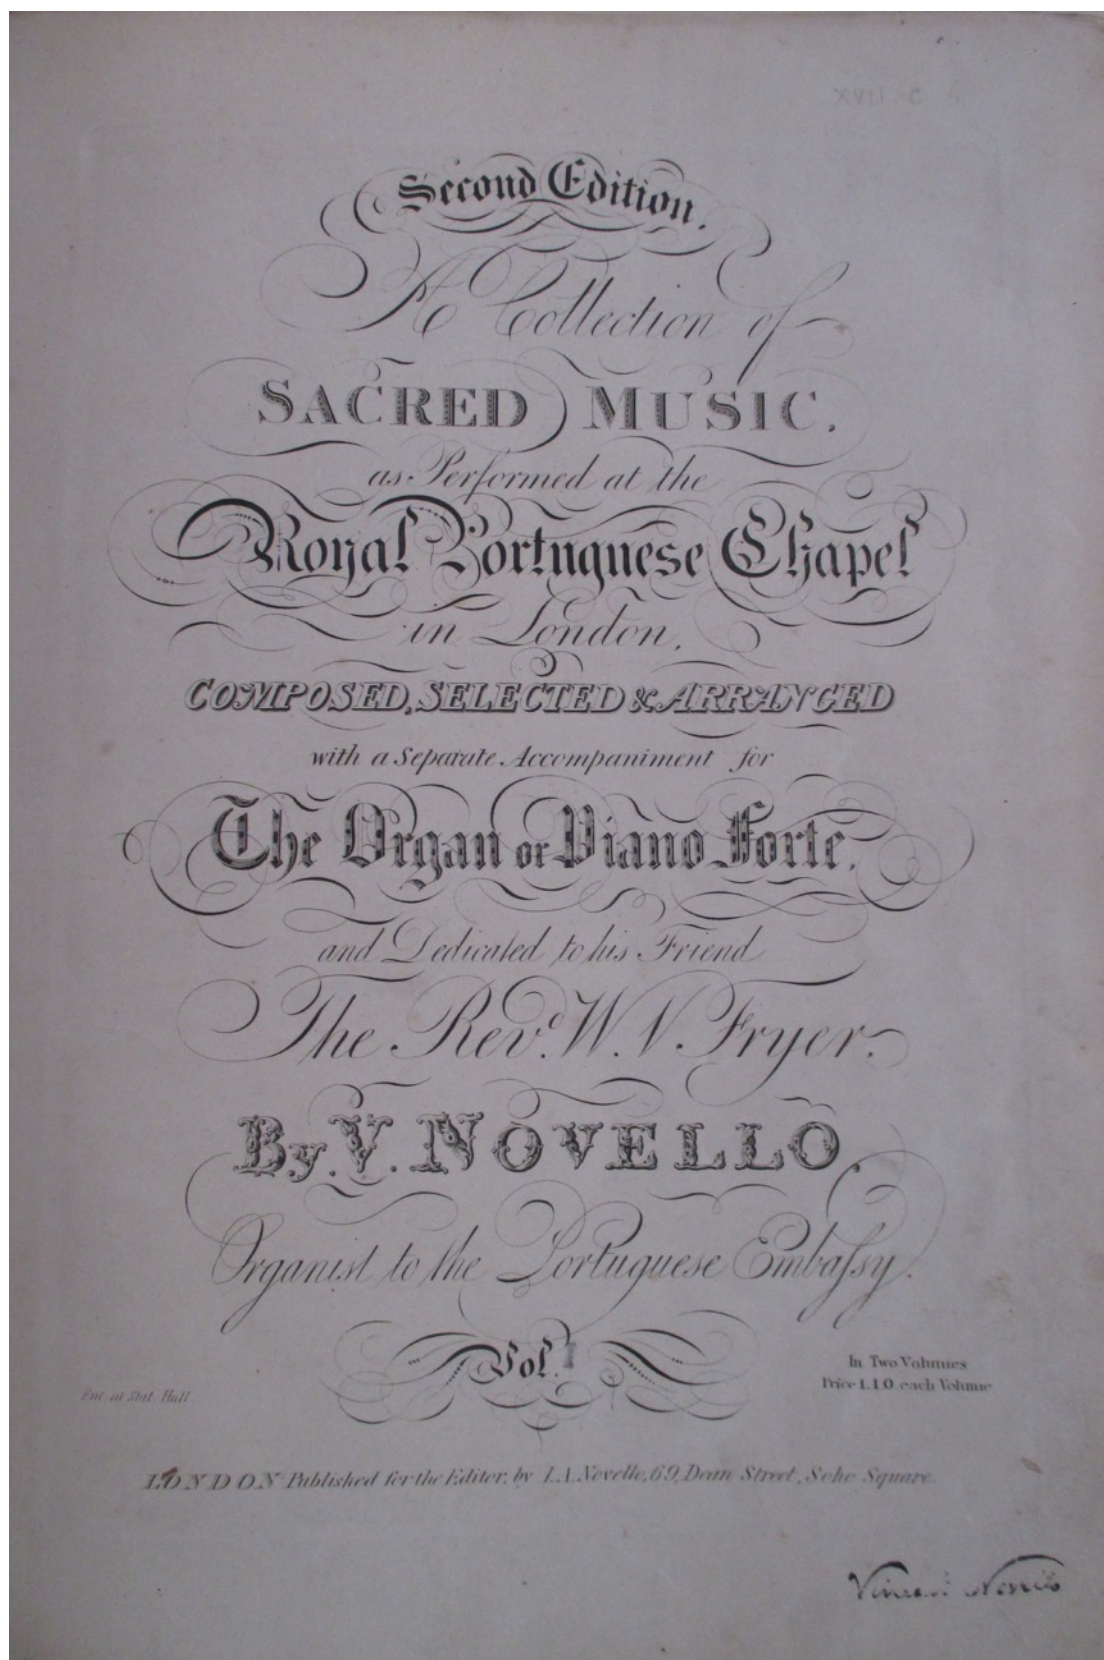 Second Edition.
A Collection of
SACRED MUSIC.
as Performed at the
Royal Portuguese Chapel
in London,
COMPOSED, SELECTED & ARRANGED
with a Separate Accompaniment for
The Organ or Piano Forte.
and Dedicated to his Friend
The Revd. W. V. Fryer.
By V. NOVELLO.
Organist to the Portuguese Embaſsy.
Vol. I
In Two Volumes
Price 1.1.0. each Volume
Ent. at Stat. Hall
LONDON Published for the Editor, by I.A. Novello, 69, Dean Street, Soho Square.
Vincent Novello